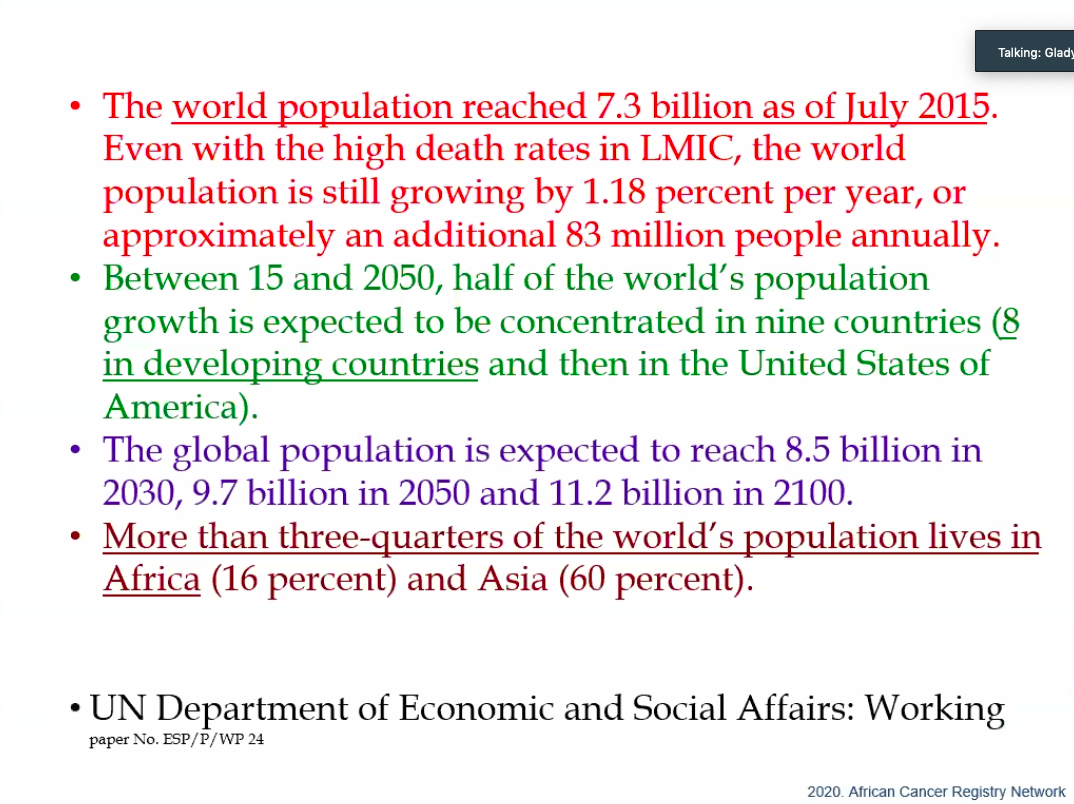 Talking: Glady
• The world population reached 7.3 billion as of July 2015.
Even with the high death rates in LMIC, the world
population is still growing by 1.18 percent per year, or
approximately an additional 83 million people annually.
• Between 15 and 2050, half of the world’s population
growth is expected to be concentrated in nine countries (8
in developing countries and then in the United States of
America).
• The global population is expected to reach 8.5 billion in
2030, 9.7 billion in 2050 and 11.2 billion in 2100.
• More than three-quarters of the world’s population lives in
Africa (16 percent) and Asia (60 percent).
• UN Department of Economic and Social Affairs: Working
paper No. ESP/P/WP 24
2020. African Cancer Registry Network